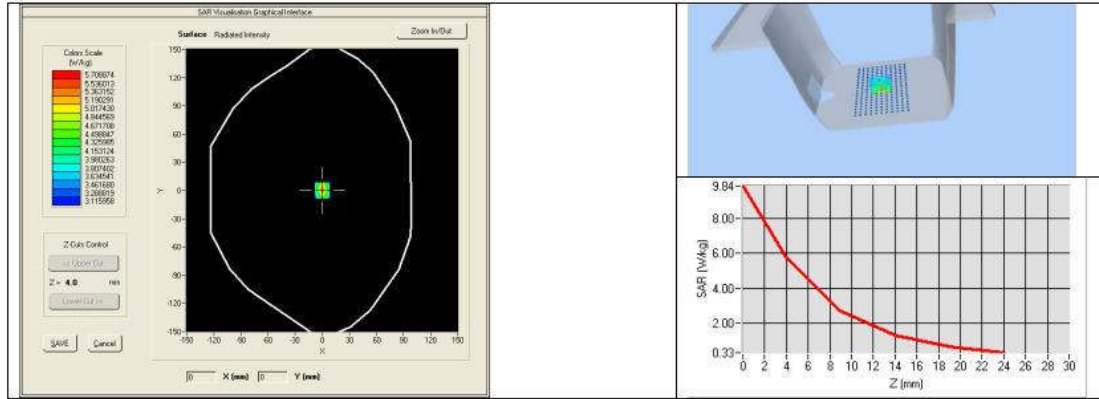 SAR Visualisation Graphical Interface
Surface Radiated Intensity
Zoom In/Out
Colors Scale
(W/kg)
5.708874
5.536013
5.363152
5.190291
5.017430
4.844569
4.671708
4.498847
4.325985
4.153124
3.980263
3.807402
3.634541
3.461680
3.288819
3.115958
Z-Cuts Control
<< Upper Cut
Z = 4.0 mm
Lower Cut >>
SAVE Cancel
Y
150
120
90
60
30
0
-30
-60
-90
-120
-150
-150 -120 -90 -60 -30 0 30 60 90 120 150
X
0 X (mm) 0 Y (mm)
SAR (W/kg)
9.84
8.00
6.00
4.00
2.00
0.33
0 2 4 6 8 10 12 14 16 18 20 22 24 26 28 30
Z (mm)